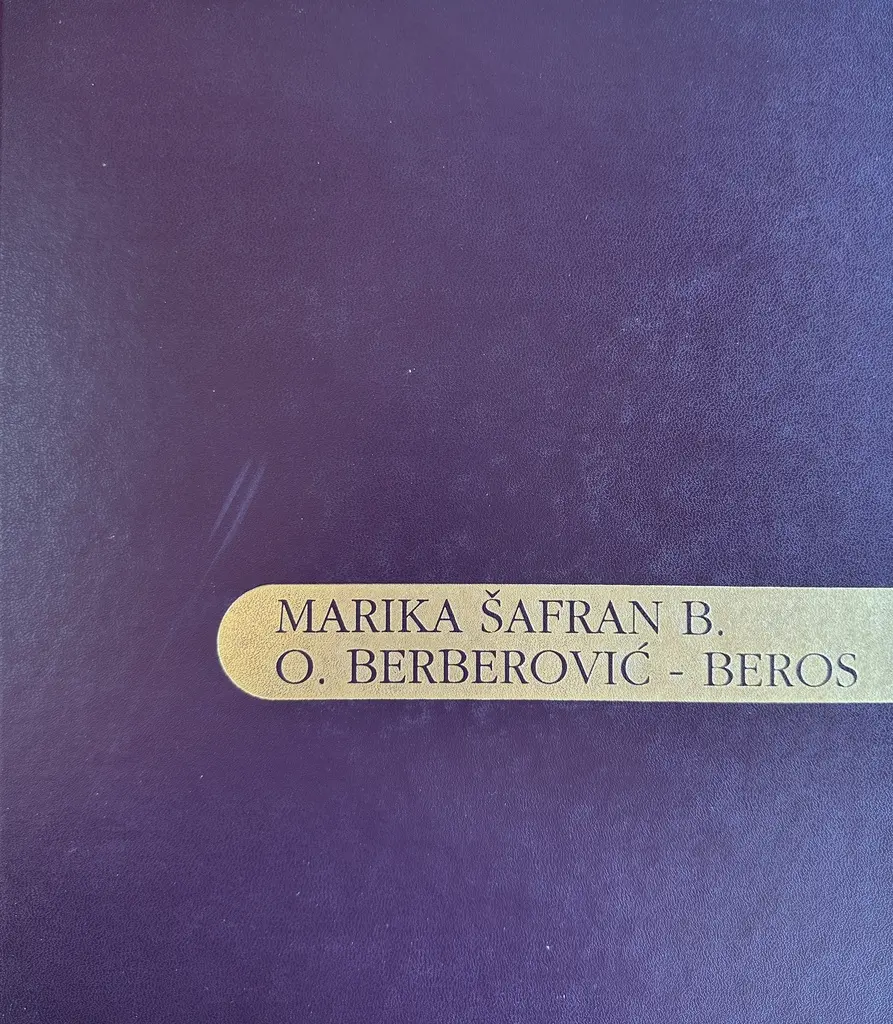 MARIKA ŠAFRAN B.
O. BERBEROVIĆ - BEROS